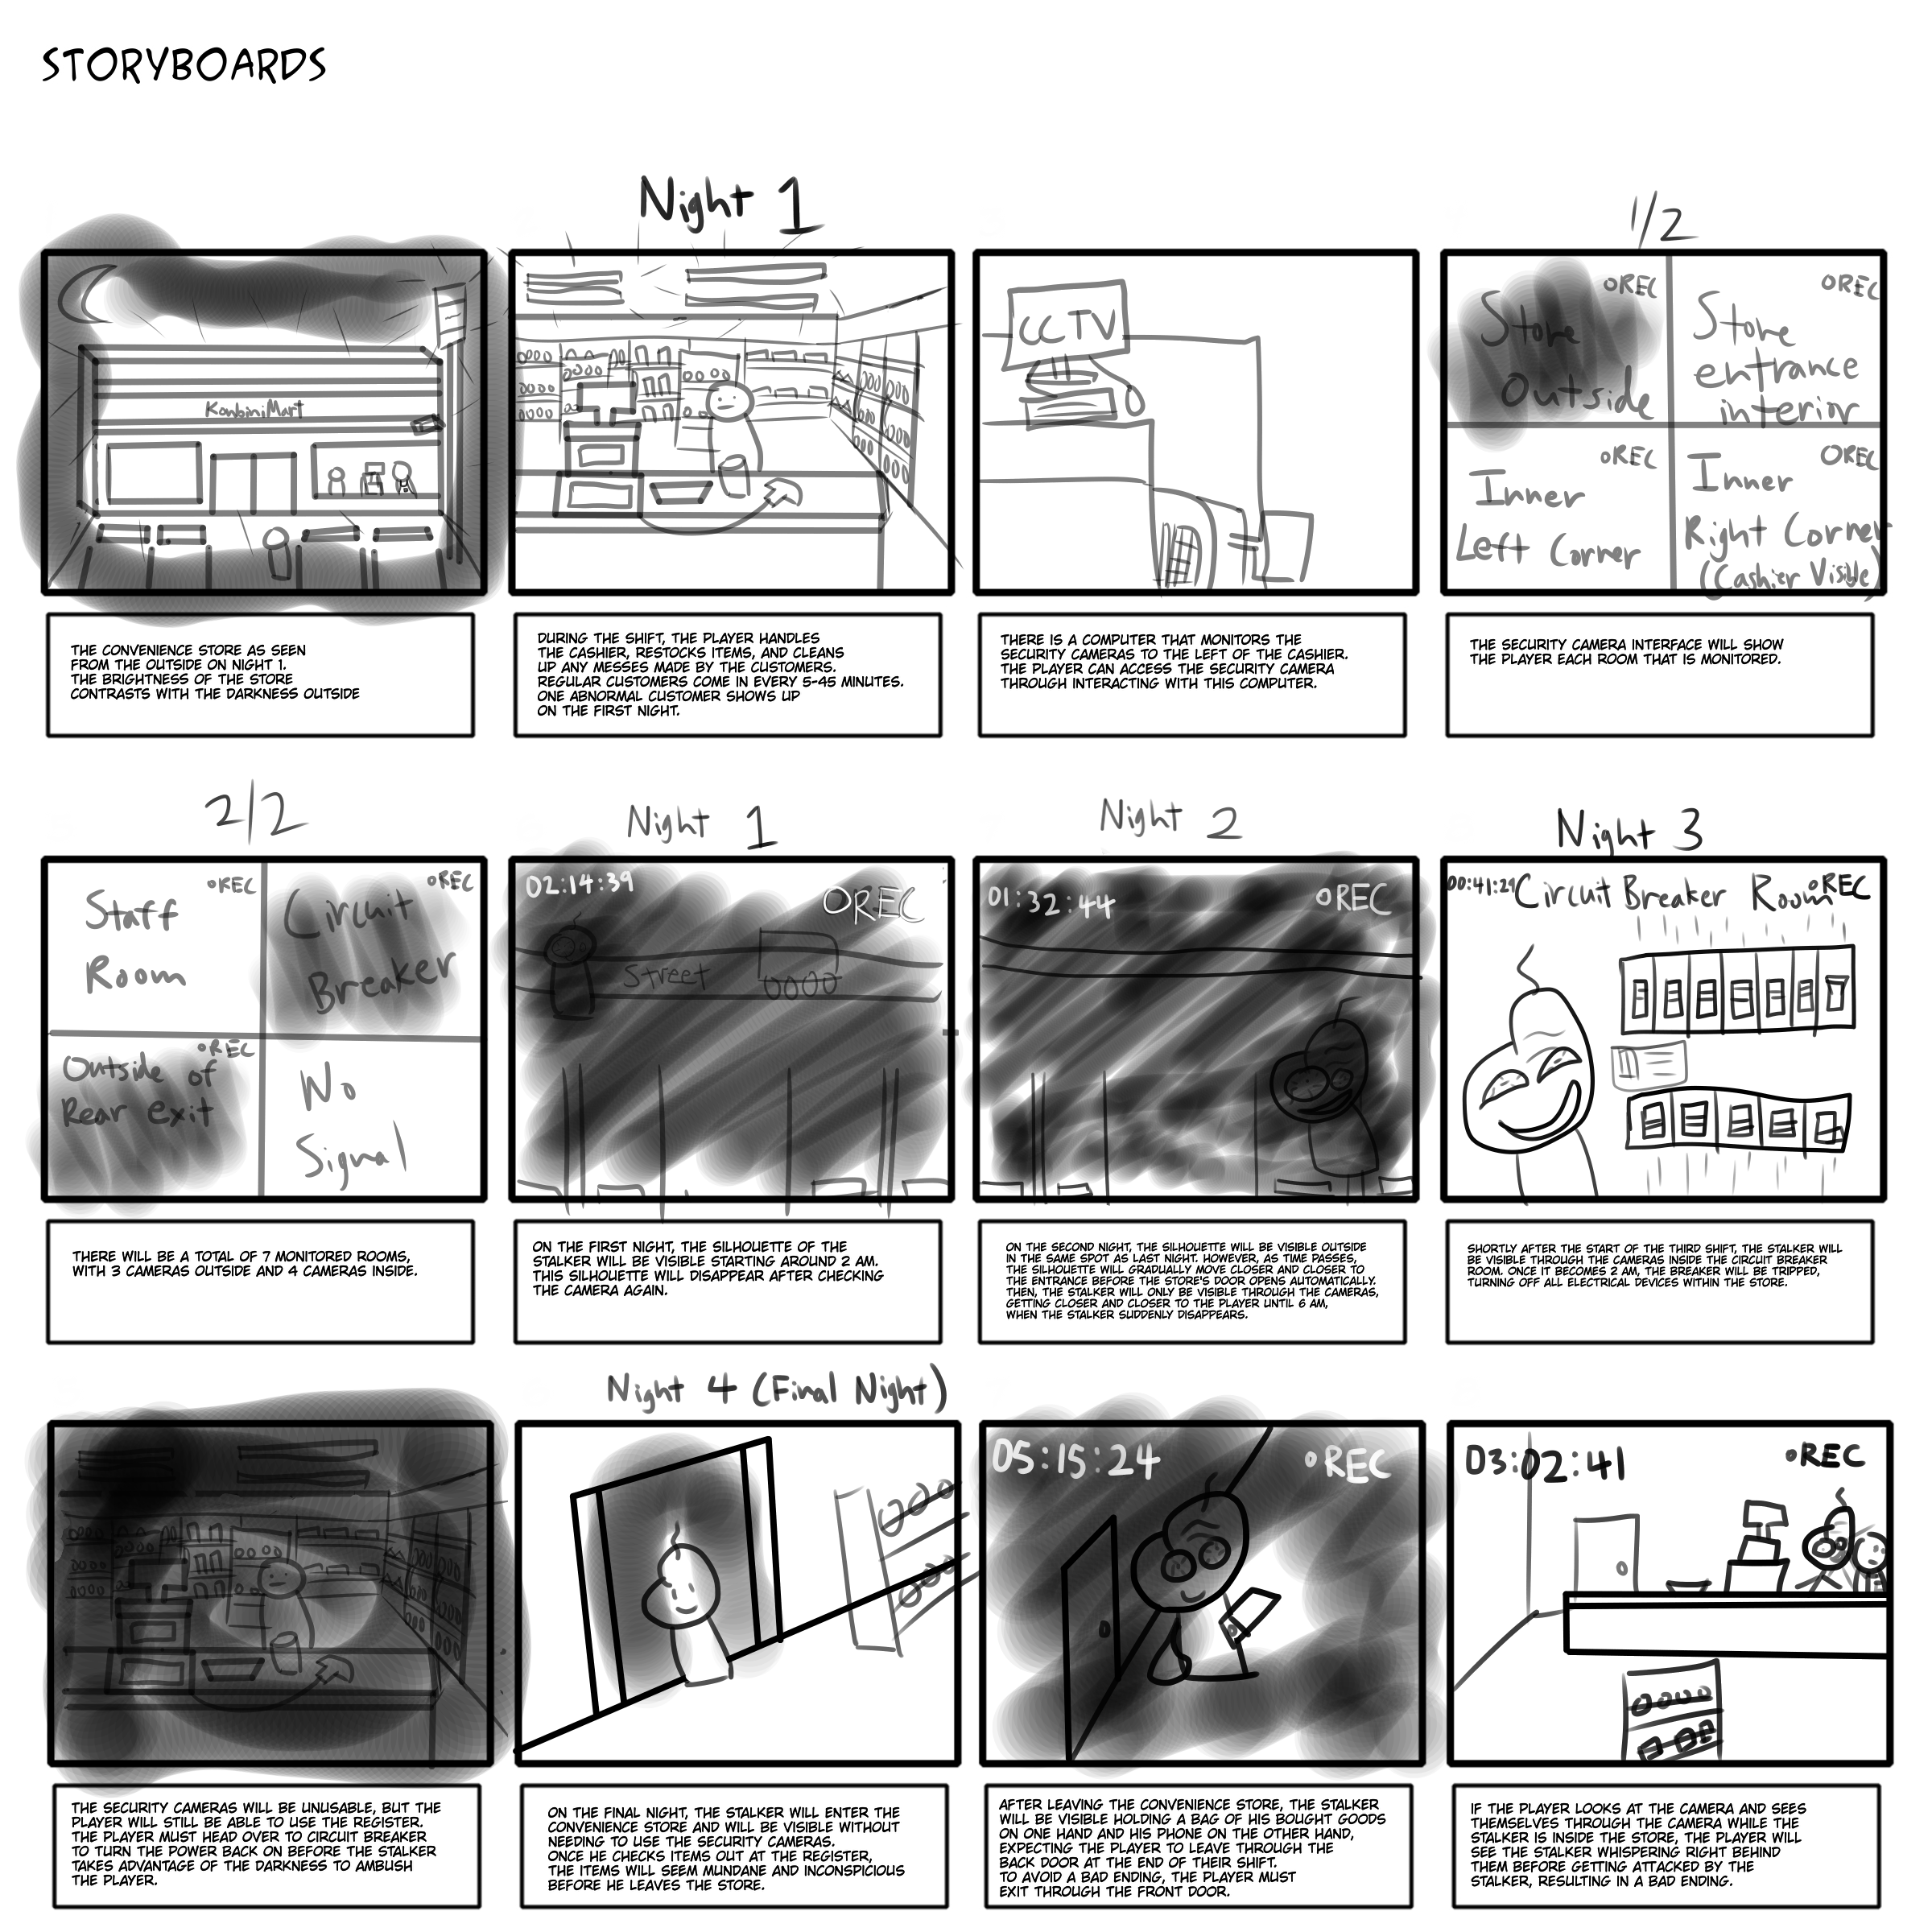 STORYBOARDS
Night 1
1/2
KonbiniMart
CCTV
OREC
Store
Outside
OREC
Store
entrance
interior
OREC
Inner
Left Corner
OREC
Inner
Right Corner
(Cashier Visible)
THE CONVENIENCE STORE AS SEEN
FROM THE OUTSIDE ON NIGHT 1.
THE BRIGHTNESS OF THE STORE
CONTRASTS WITH THE DARKNESS OUTSIDE
DURING THE SHIFT, THE PLAYER HANDLES
THE CASHIER, RESTOCKS ITEMS, AND CLEANS
UP ANY MESSES MADE BY THE CUSTOMERS.
REGULAR CUSTOMERS COME IN EVERY 5-45 MINUTES.
ONE ABNORMAL CUSTOMER SHOWS UP
ON THE FIRST NIGHT.
THERE IS A COMPUTER THAT MONITORS THE
SECURITY CAMERAS TO THE LEFT OF THE CASHIER.
THE PLAYER CAN ACCESS THE SECURITY CAMERA
THROUGH INTERACTING WITH THIS COMPUTER.
THE SECURITY CAMERA INTERFACE WILL SHOW
THE PLAYER EACH ROOM THAT IS MONITORED.
2/2
Night 1
Night 2
Night 3
OREC
Staff
Room
OREC
Circuit
Breaker
OREC
Outside of
Rear exit
No
Signal
02:14:39
OREC
Street
01:32:44
OREC
00:41:29
Circuit Breaker Room
OREC
THERE WILL BE A TOTAL OF 7 MONITORED ROOMS,
WITH 3 CAMERAS OUTSIDE AND 4 CAMERAS INSIDE.
ON THE FIRST NIGHT, THE SILHOUETTE OF THE
STALKER WILL BE VISIBLE STARTING AROUND 2 AM.
THIS SILHOUETTE WILL DISAPPEAR AFTER CHECKING
THE CAMERA AGAIN.
ON THE SECOND NIGHT, THE SILHOUETTE WILL BE VISIBLE OUTSIDE
IN THE SAME SPOT AS LAST NIGHT. HOWEVER, AS TIME PASSES,
THE SILHOUETTE WILL GRADUALLY MOVE CLOSER AND CLOSER TO
THE ENTRANCE BEFORE THE STORE'S DOOR OPENS AUTOMATICALLY.
THEN, THE STALKER WILL ONLY BE VISIBLE THROUGH THE CAMERAS,
GETTING CLOSER AND CLOSER TO THE PLAYER UNTIL 6 AM,
WHEN THE STALKER SUDDENLY DISAPPEARS.
SHORTLY AFTER THE START OF THE THIRD SHIFT, THE STALKER WILL
BE VISIBLE THROUGH THE CAMERAS INSIDE THE CIRCUIT BREAKER
ROOM. ONCE IT BECOMES 2 AM, THE BREAKER WILL BE TRIPPED,
TURNING OFF ALL ELECTRICAL DEVICES WITHIN THE STORE.
Night 4 (Final Night)
05:15:24
OREC
03:02:41
OREC
THE SECURITY CAMERAS WILL BE UNUSABLE, BUT THE
PLAYER WILL STILL BE ABLE TO USE THE REGISTER.
THE PLAYER MUST HEAD OVER TO CIRCUIT BREAKER
TO TURN THE POWER BACK ON BEFORE THE STALKER
TAKES ADVANTAGE OF THE DARKNESS TO AMBUSH
THE PLAYER.
ON THE FINAL NIGHT, THE STALKER WILL ENTER THE
CONVENIENCE STORE AND WILL BE VISIBLE WITHOUT
NEEDING TO USE THE SECURITY CAMERAS.
ONCE HE CHECKS ITEMS OUT AT THE REGISTER,
THE ITEMS WILL SEEM MUNDANE AND INCONSPICIOUS
BEFORE HE LEAVES THE STORE.
AFTER LEAVING THE CONVENIENCE STORE, THE STALKER
WILL BE VISIBLE HOLDING A BAG OF HIS BOUGHT GOODS
ON ONE HAND AND HIS PHONE ON THE OTHER HAND,
EXPECTING THE PLAYER TO LEAVE THROUGH THE
BACK DOOR AT THE END OF THEIR SHIFT.
TO AVOID A BAD ENDING, THE PLAYER MUST
EXIT THROUGH THE FRONT DOOR.
IF THE PLAYER LOOKS AT THE CAMERA AND SEES
THEMSELVES THROUGH THE CAMERA WHILE THE
STALKER IS INSIDE THE STORE, THE PLAYER WILL
SEE THE STALKER WHISPERING RIGHT BEHIND
THEM BEFORE GETTING ATTACKED BY THE
STALKER, RESULTING IN A BAD ENDING.